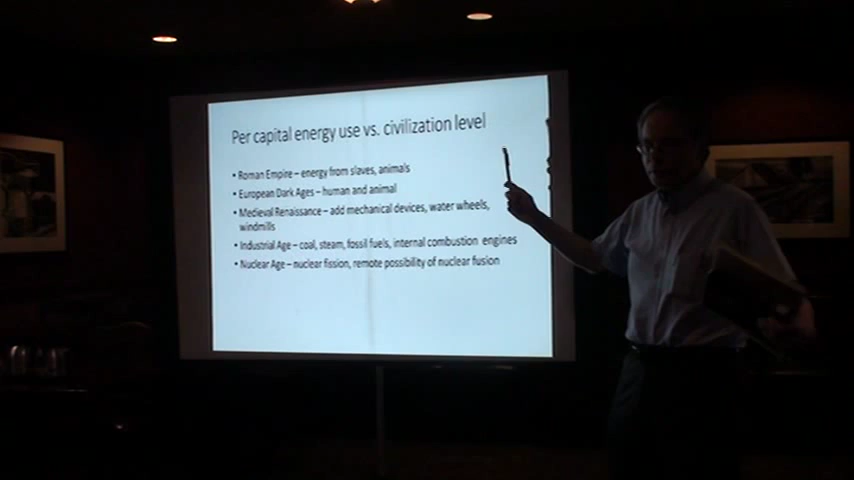 Per capital energy use vs. civilization level
• Roman Empire – energy from slaves, animals
• European Dark Ages – human and animal
• Medieval Renaissance – add mechanical devices, water wheels,
windmills
• Industrial Age – coal, steam, fossil fuels, internal combustion engines
• Nuclear Age – nuclear fission, remote possibility of nuclear fusion